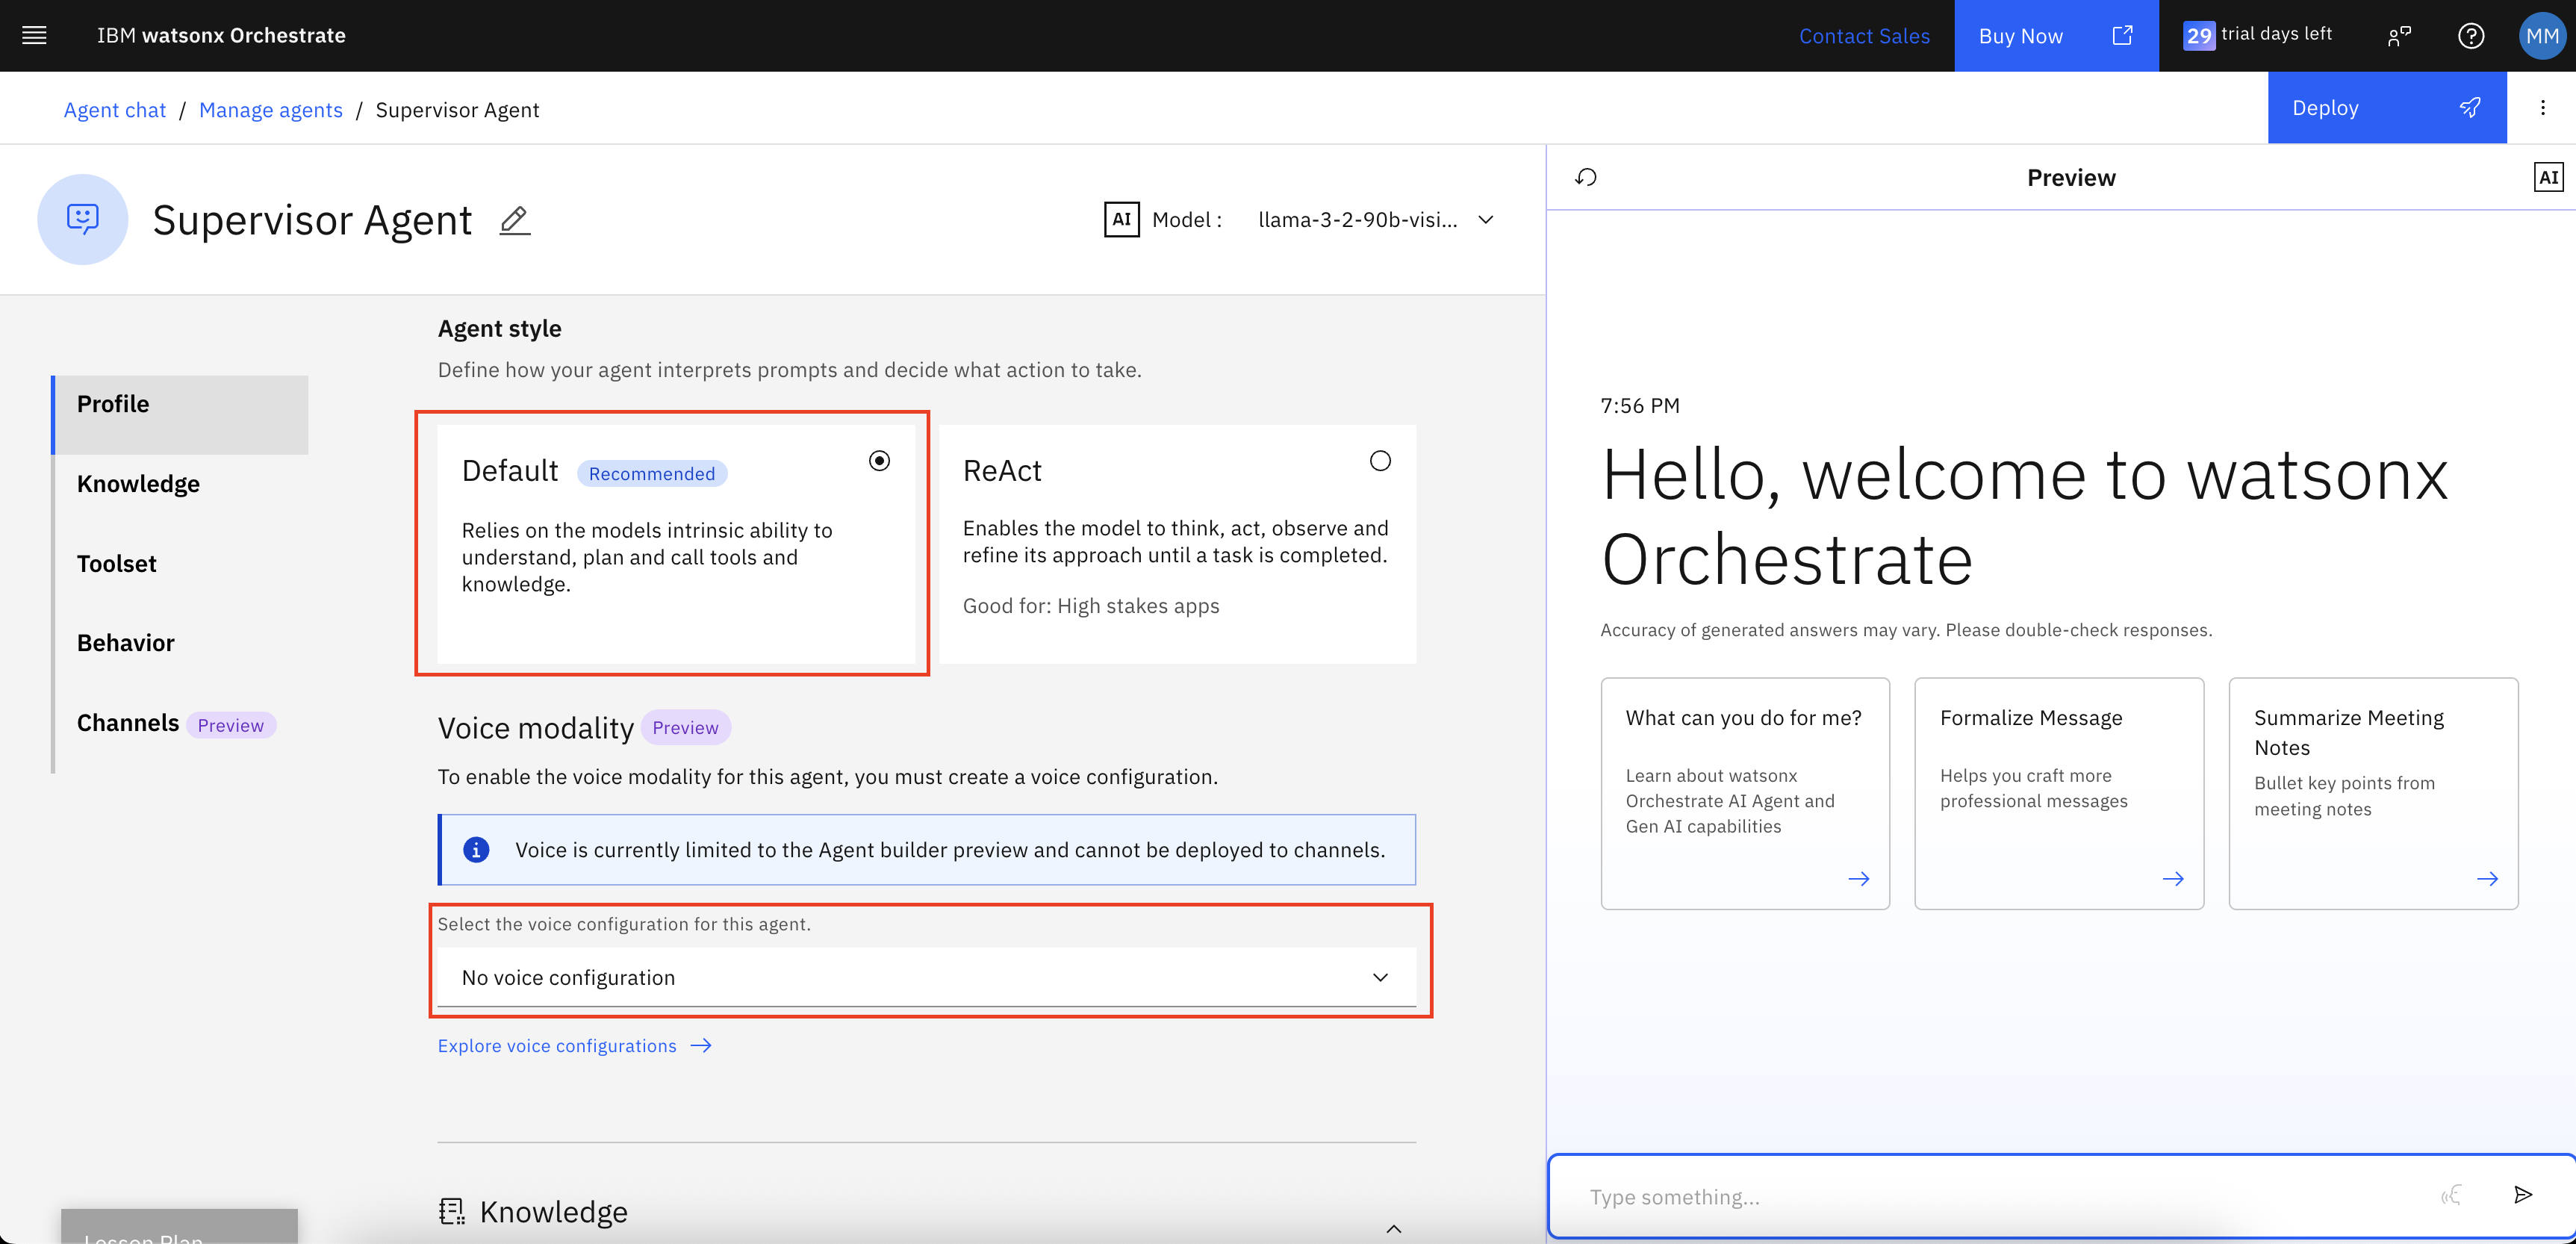 IBM watsonx Orchestrate
Contact Sales
Buy Now
29 trial days left
MM
Agent chat / Manage agents / Supervisor Agent
Deploy
Supervisor Agent
AI Model : llama-3-2-90b-visi...
Profile
Knowledge
Toolset
Behavior
Channels Preview
Agent style
Define how your agent interprets prompts and decide what action to take.
Default Recommended
Relies on the models intrinsic ability to
understand, plan and call tools and
knowledge.
ReAct
Enables the model to think, act, observe and
refine its approach until a task is completed.
Good for: High stakes apps
Voice modality Preview
To enable the voice modality for this agent, you must create a voice configuration.
Voice is currently limited to the Agent builder preview and cannot be deployed to channels.
Select the voice configuration for this agent.
No voice configuration
Explore voice configurations
Knowledge
Lesson Plan
Preview
AI
7:56 PM
Hello, welcome to watsonx
Orchestrate
Accuracy of generated answers may vary. Please double-check responses.
What can you do for me?
Learn about watsonx
Orchestrate AI Agent and
Gen AI capabilities
Formalize Message
Helps you craft more
professional messages
Summarize Meeting
Notes
Bullet key points from
meeting notes
Type something...